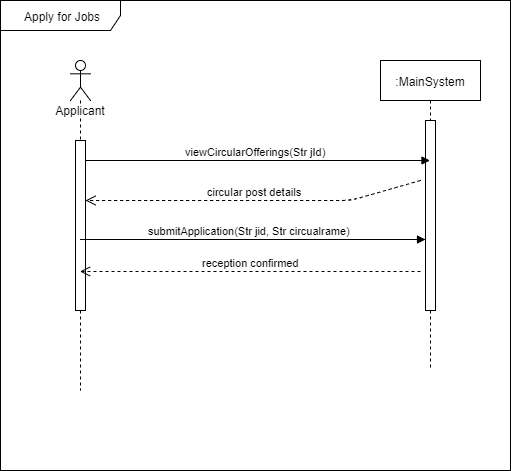 Apply for Jobs
Applicant
:MainSystem
viewCircularOfferings(Str jId)
circular post details
submitApplication(Str jid, Str circualrame)
reception confirmed